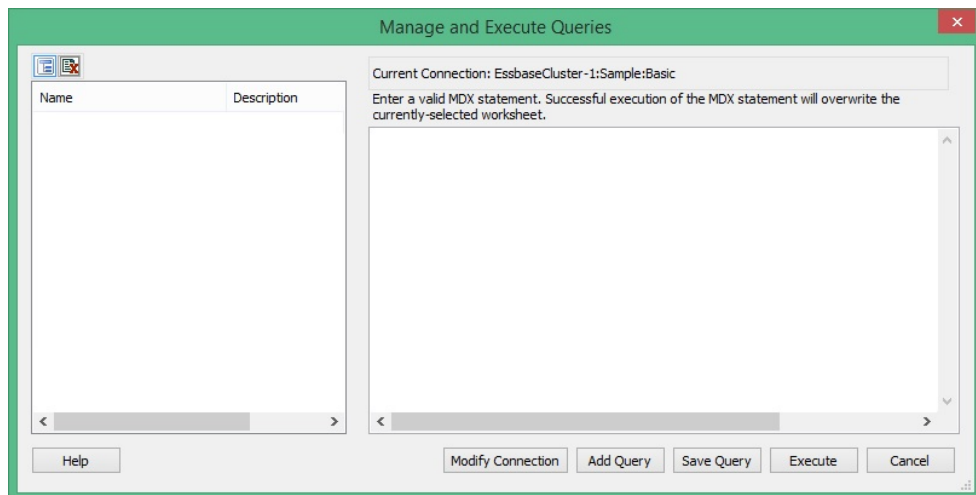 Manage and Execute Queries
Name Description
Current Connection: EssbaseCluster-1:Sample:Basic
Enter a valid MDX statement. Successful execution of the MDX statement will overwrite the
currently-selected worksheet.
Help Modify Connection Add Query Save Query Execute Cancel